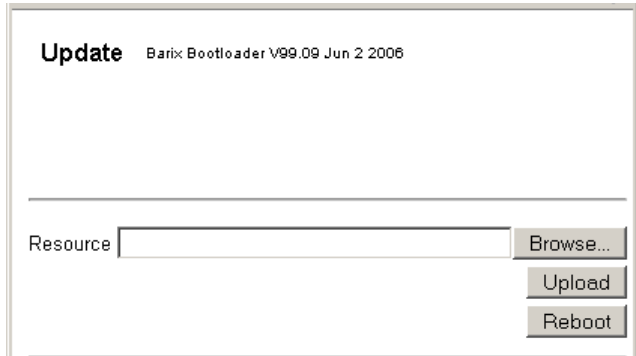 Update Barix Bootloader V99.09 Jun 2 2006
Resource Browse...
Upload
Reboot